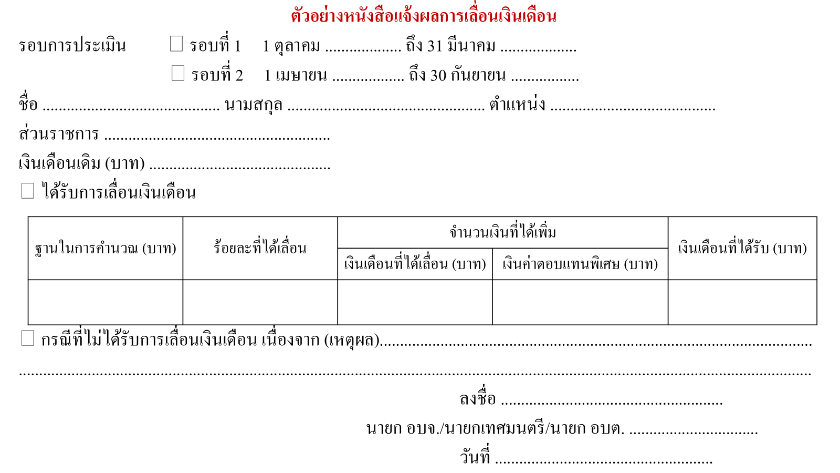 ตัวอย่างหนังสือแจ้งผลการเลื่อนเงินเดือน
รอบการประเมิน ☐ รอบที่ 1 1 ตุลาคม ................... ถึง 31 มีนาคม ...................
☐ รอบที่ 2 1 เมษายน .................. ถึง 30 กันยายน .................
ชื่อ ............................................ นามสกุล ................................................. ตำแหน่ง .........................................
ส่วนราชการ ........................................................
เงินเดือนเดิม (บาท) .............................................
☐ ได้รับการเลื่อนเงินเดือน
ฐานในการคำนวณ (บาท) ร้อยละที่ได้เลื่อน จำนวนเงินที่ได้เพิ่ม เงินเดือนที่ได้รับ (บาท)
เงินเดือนที่ได้เลื่อน (บาท) เงินค่าตอบแทนพิเศษ (บาท)
☐ กรณีที่ไม่ได้รับการเลื่อนเงินเดือน เนื่องจาก (เหตุผล)............................................................................................................
....................................................................................................................................................................................................
ลงชื่อ .......................................................
นายก อบจ./นายกเทศมนตรี/นายก อบต. ................................
วันที่ ......................................................